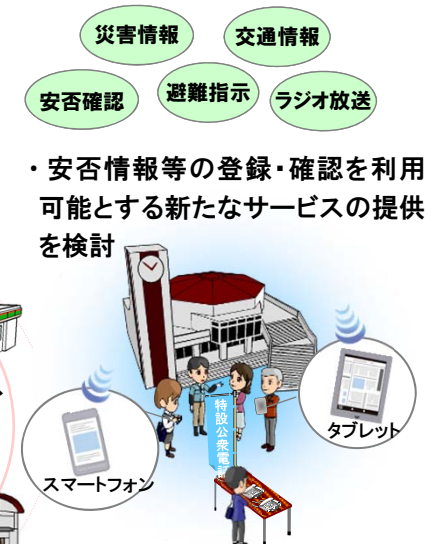 災害情報
交通情報
安否確認
避難指示
ラジオ放送
・安否情報等の登録・確認を利用
可能とする新たなサービスの提供
を検討
特設公衆電話
タブレット
スマートフォン